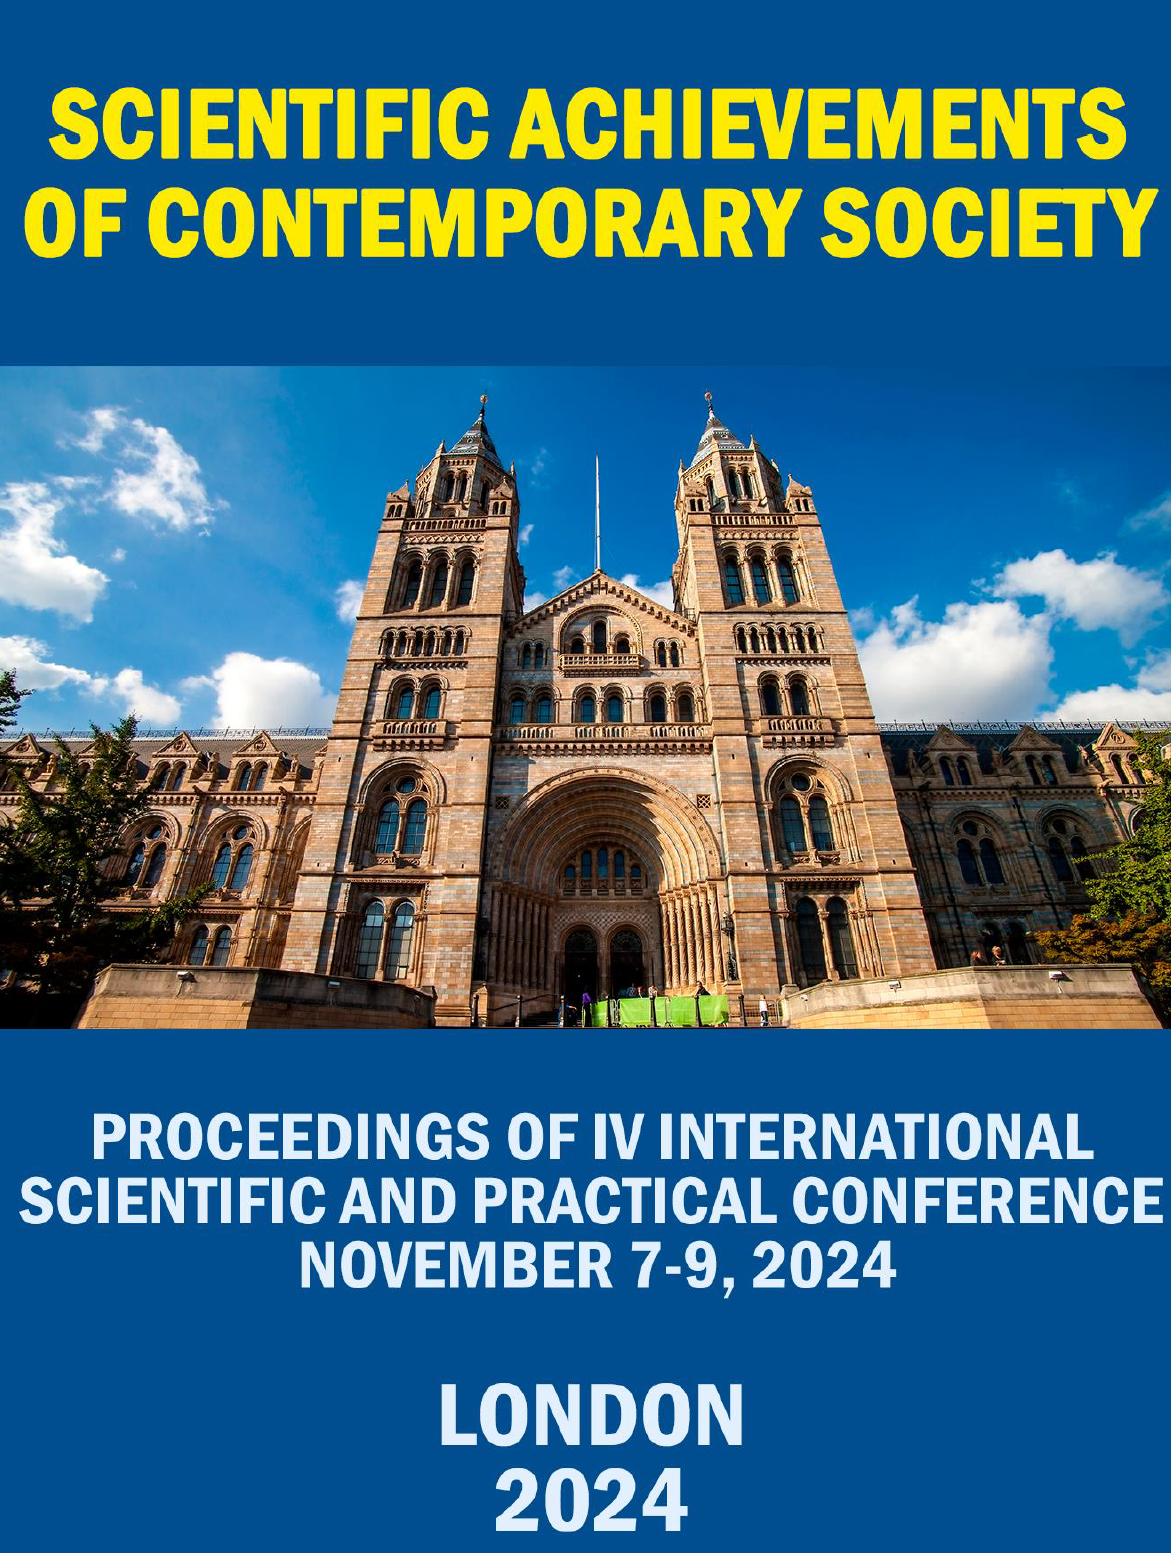 SCIENTIFIC ACHIEVEMENTS
OF CONTEMPORARY SOCIETY
PROCEEDINGS OF IV INTERNATIONAL
SCIENTIFIC AND PRACTICAL CONFERENCE
NOVEMBER 7-9, 2024
LONDON
2024